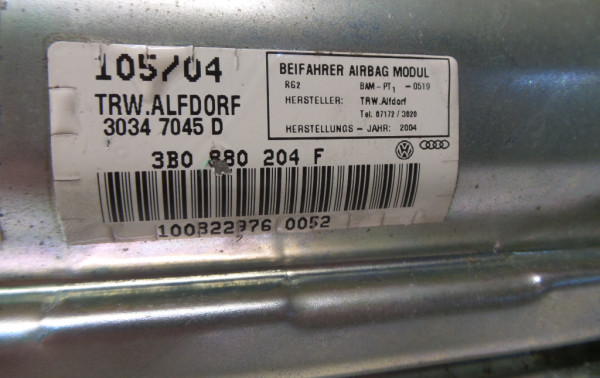 105/04
TRW.ALFDORF
3034 7045 D
BEIFAHRER AIRBAG MODUL
RG2 BAM-PT1 -0519
HERSTELLER: TRW.Alfdorf
Tel. 07172 / 3020
HERSTELLUNGS - JAHR: 2004
3B0 880 204 F
100822976 0052